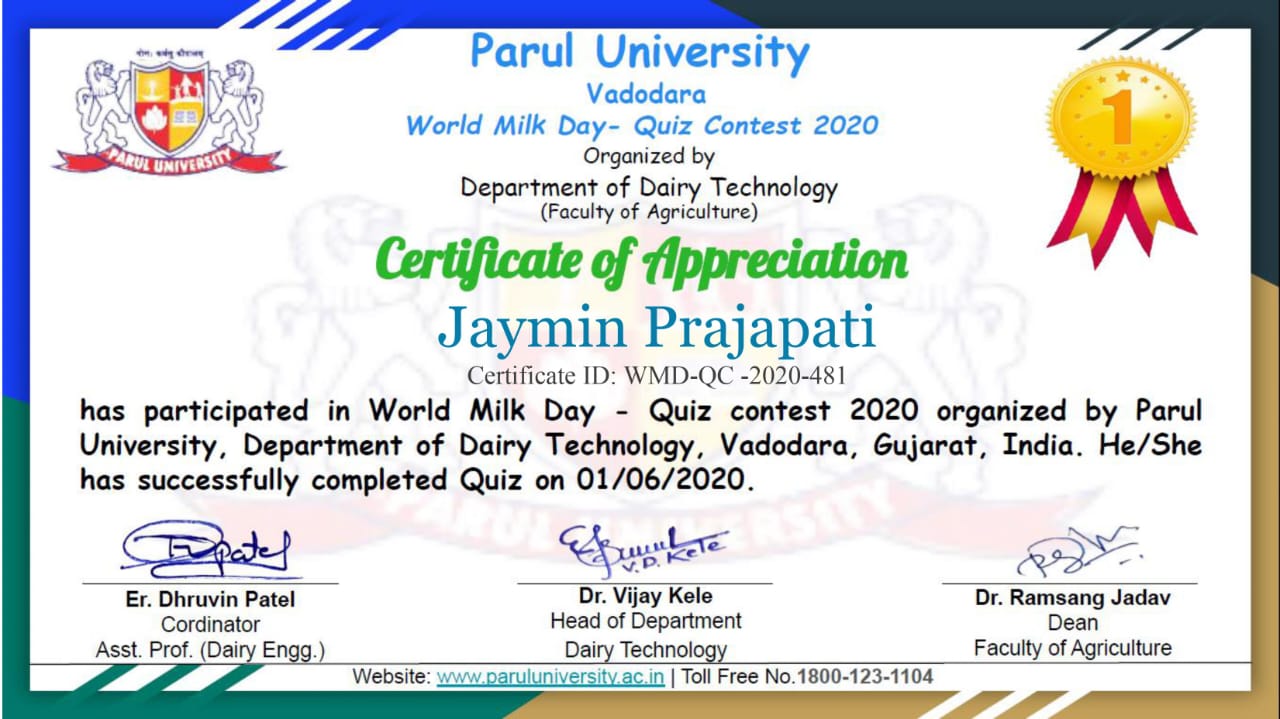 योगः कर्मसु कौशलम्
PARUL UNIVERSITY
Parul University
Vadodara
World Milk Day- Quiz Contest 2020
Organized by
Department of Dairy Technology
(Faculty of Agriculture)
1
Certificate of Appreciation
Jaymin Prajapati
Certificate ID: WMD-QC -2020-481
has participated in World Milk Day - Quiz contest 2020 organized by Parul
University, Department of Dairy Technology, Vadodara, Gujarat, India. He/She
has successfully completed Quiz on 01/06/2020.
PARUL UNIVERSITY
V.D. Kele
Er. Dhruvin Patel
Cordinator
Asst. Prof. (Dairy Engg.)
Dr. Vijay Kele
Head of Department
Dairy Technology
Dr. Ramsang Jadav
Dean
Faculty of Agriculture
Website: www.paruluniversity.ac.in | Toll Free No.1800-123-1104